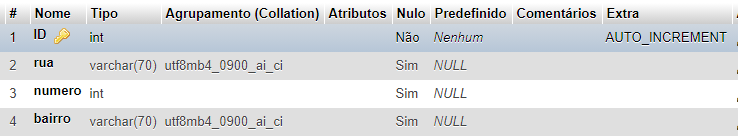 # Nome Tipo Agrupamento (Collation) Atributos Nulo Predefinido Comentários Extra
1 ID int Não Nenhum AUTO_INCREMENT
2 rua varchar(70) utf8mb4_0900_ai_ci Sim NULL
3 numero int Sim NULL
4 bairro varchar(70) utf8mb4_0900_ai_ci Sim NULL